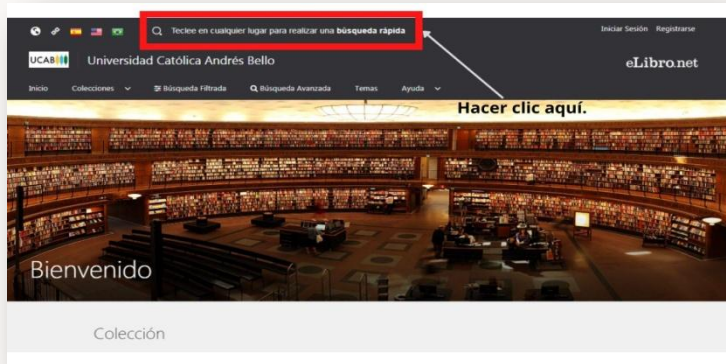 Teclee en cualquier lugar para realizar una búsqueda rápida
Iniciar Sesión Registrarse
UCAB Universidad Católica Andrés Bello
eLibro.net
Inicio Colecciones Búsqueda Filtrada Búsqueda Avanzada Temas Ayuda
Hacer clic aquí.
Bienvenido
Colección